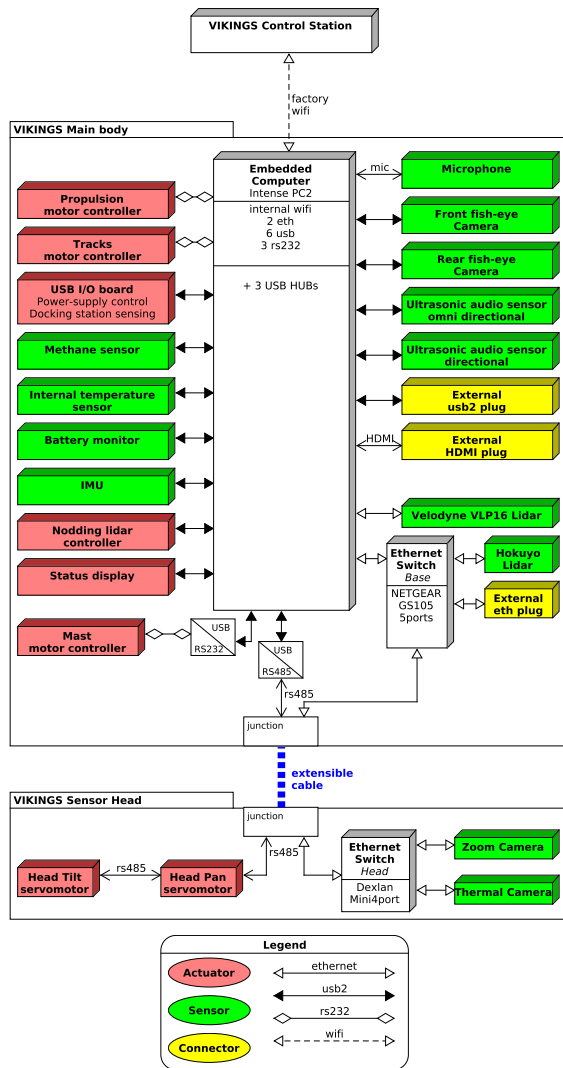 VIKINGS Control Station
factory
wifi
VIKINGS Main body
Embedded
Computer
Intense PC2
internal wifi
2 eth
6 usb
3 rs232
+ 3 USB HUBs
Propulsion
motor controller
Tracks
motor controller
USB I/O board
Power-supply control
Docking station sensing
Methane sensor
Internal temperature
sensor
Battery monitor
IMU
Nodding lidar
controller
Status display
Mast
motor controller
USB
RS232
USB
RS485
mic
Microphone
Front fish-eye
Camera
Rear fish-eye
Camera
Ultrasonic audio sensor
omni directional
Ultrasonic audio sensor
directional
External
usb2 plug
HDMI
External
HDMI plug
Velodyne VLP16 Lidar
Ethernet
Switch
Base
NETGEAR
GS105
5ports
Hokuyo
Lidar
External
eth plug
rs485
junction
extensible
cable
VIKINGS Sensor Head
junction
rs485
Head Tilt
servomotor
rs485
Head Pan
servomotor
Ethernet
Switch
Head
Dexlan
Mini4port
Zoom Camera
Thermal Camera
Legend
Actuator
Sensor
Connector
ethernet
usb2
rs232
wifi